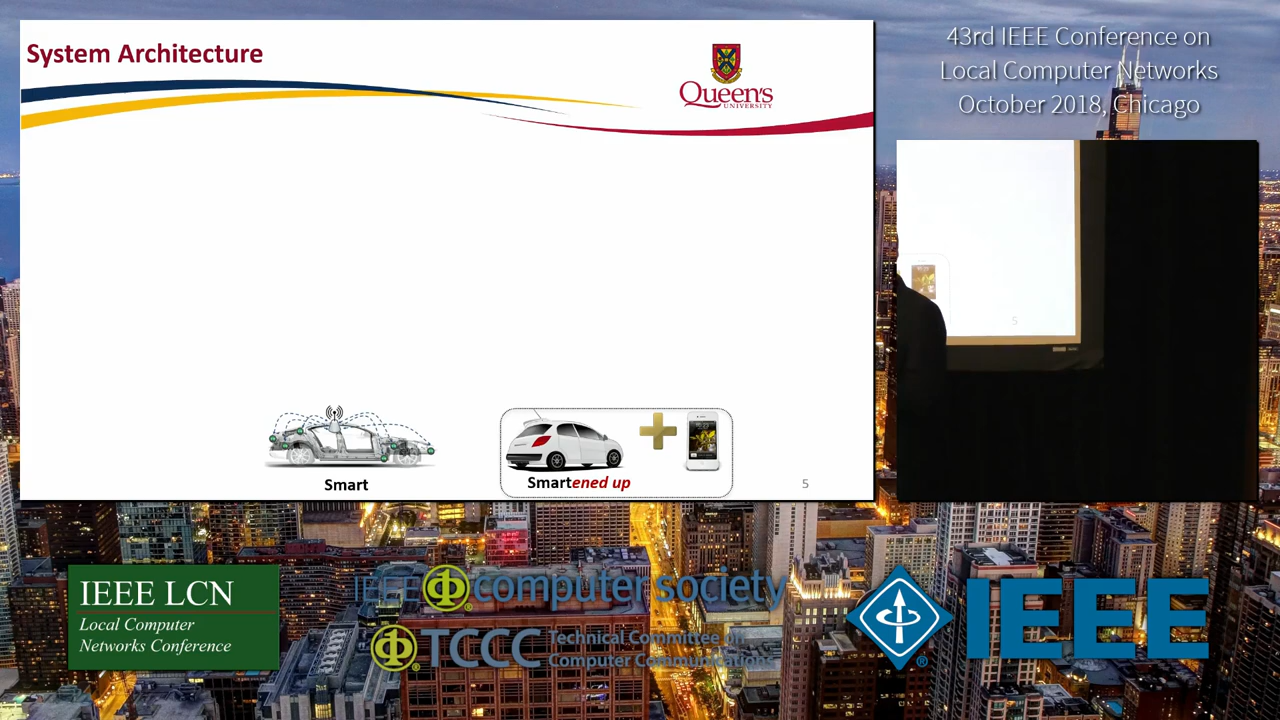 System Architecture
Queen's
UNIVERSITY
Smart
Smartened up
5
43rd IEEE Conference on
Local Computer Networks
October 2018, Chicago
5
IEEE LCN
Local Computer
Networks Conference
IEEE computer society
TCCC Technical Committee on
Computer Communications
IEEE